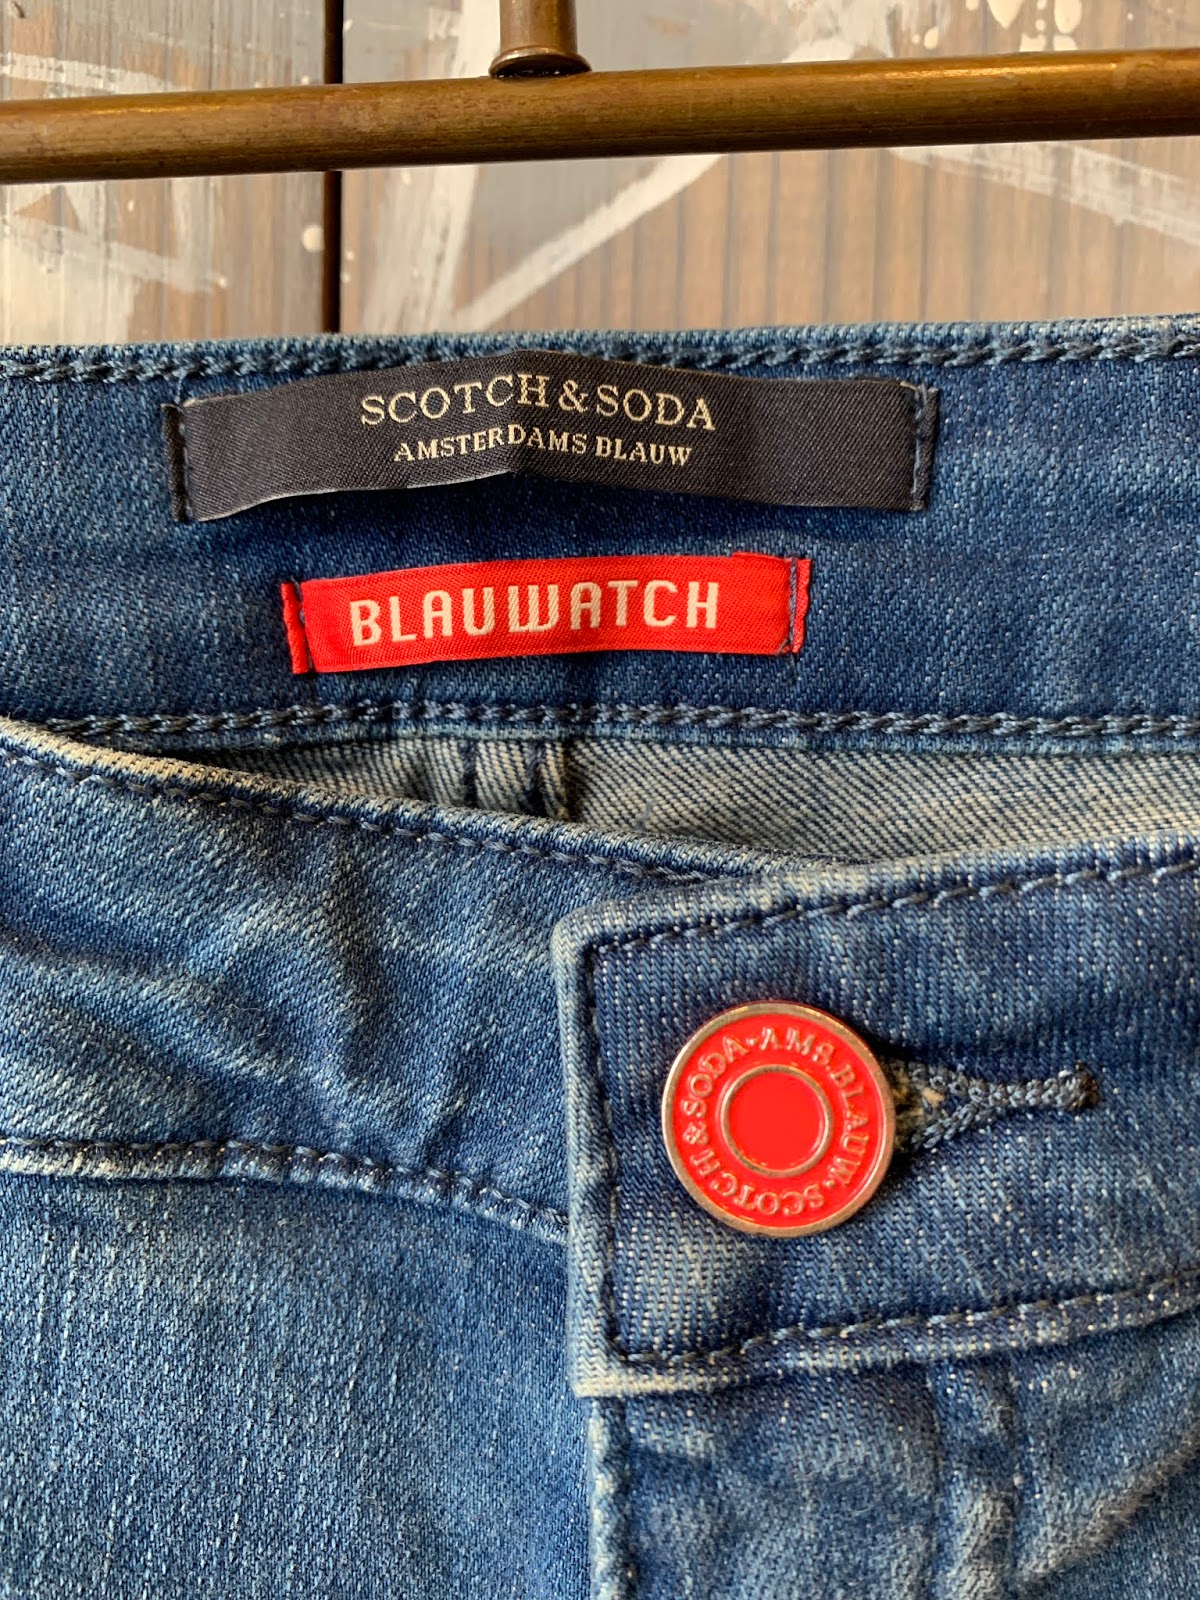 SCOTCH & SODA
AMSTERDAMS BLAUW
BLAUWATCH
SCOTCH & SODA · AMS. BLAUW ·